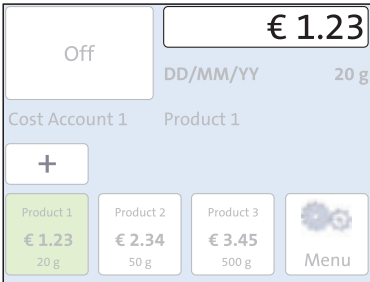 Off
€ 1.23
DD/MM/YY 20 g
Cost Account 1 Product 1
+
Product 1 Product 2 Product 3
€ 1.23 € 2.34 € 3.45
20 g 50 g 500 g Menu